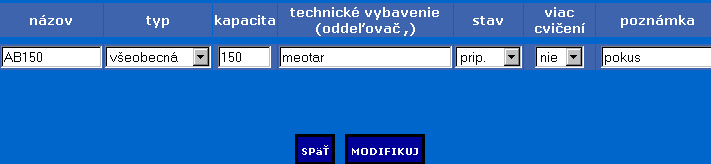 názov typ kapacita technické vybavenie (oddeľovač ,) stav viac cvičení poznámka
AB150 všeobecná 150 meotar prip. nie pokus
SPäŤ MODIFIKUJ